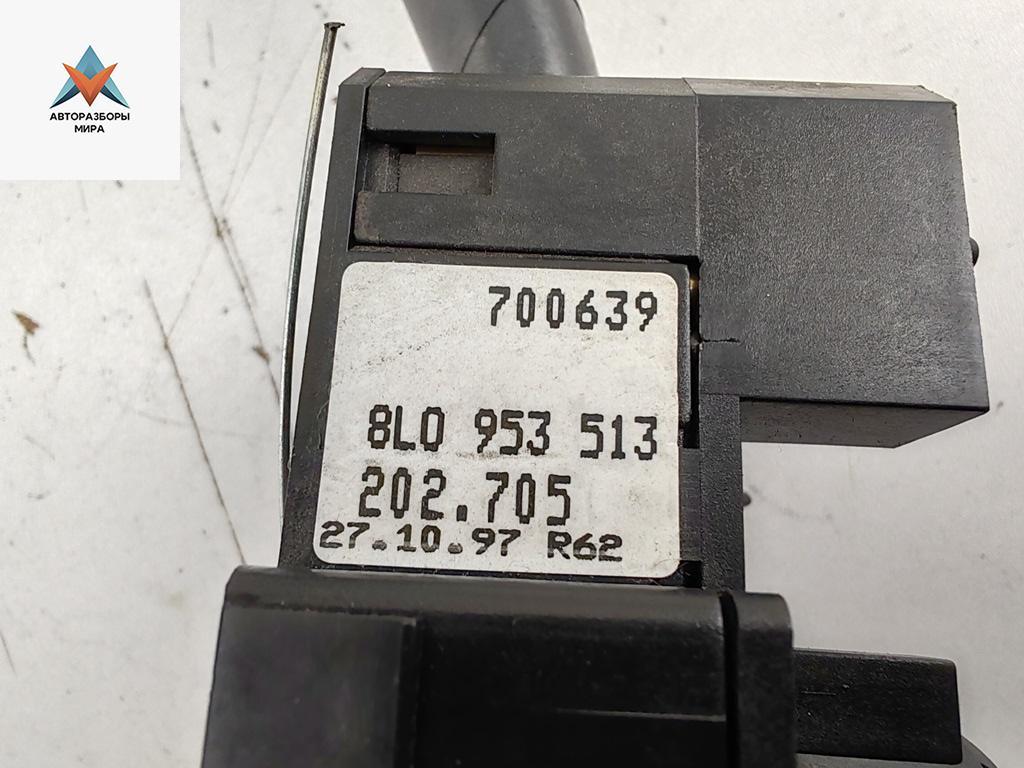 АВТОРАЗБОРЫ
МИРА
700639
8L0 953 513
202.705
27.10.97 R62